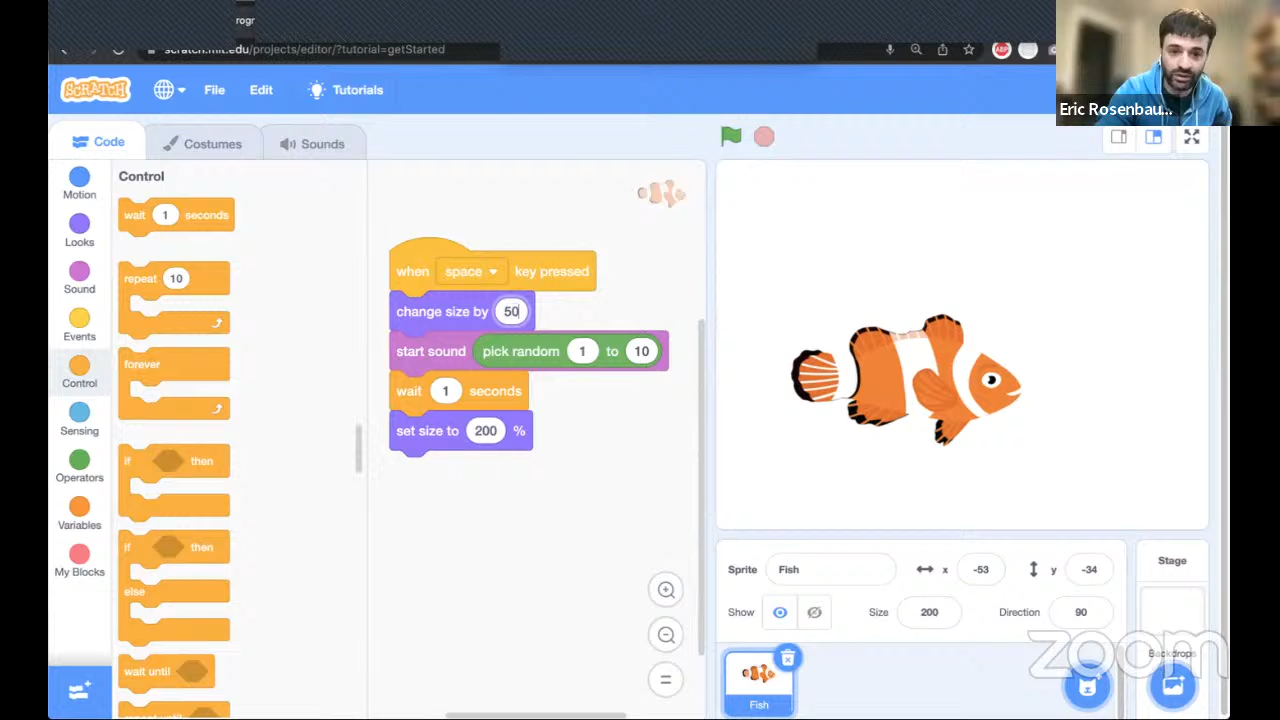 rogr
scratch.mit.edu/projects/editor/?tutorial=getStarted
ABP
Eric Rosenbau...
SCRATCH
File
Edit
Tutorials
Code
Costumes
Sounds
Motion
Looks
Sound
Events
Control
Sensing
Operators
Variables
My Blocks
Control
wait 1 seconds
repeat 10
forever
if then
if then
else
wait until
when space key pressed
change size by 50
start sound pick random 1 to 10
wait 1 seconds
set size to 200 %
Sprite Fish x -53 y -34
Show Size 200 Direction 90
Fish
Stage
Backdrops
zoom